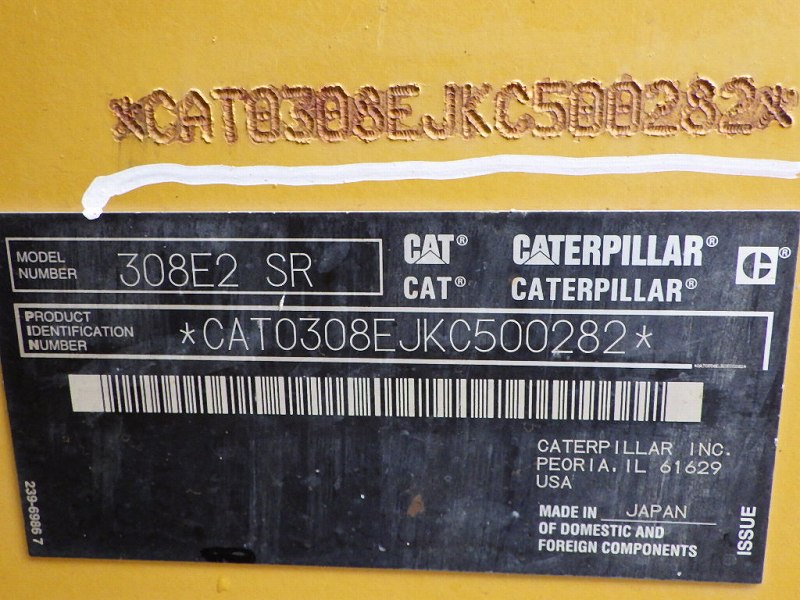 *CAT0308EJKC500282*
MODEL NUMBER 308E2 SR
CAT® CATERPILLAR®
CAT® CATERPILLAR®
PRODUCT IDENTIFICATION NUMBER *CAT0308EJKC500282*
CATERPILLAR INC.
PEORIA, IL 61629
USA
MADE IN JAPAN
OF DOMESTIC AND
FOREIGN COMPONENTS
239-6986 7
ISSUE